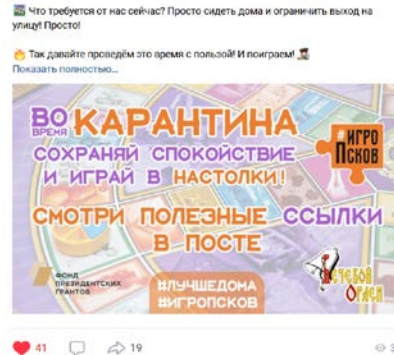 Что требуется от нас сейчас? Просто сидеть дома и ограничить выход на
улицу! Просто!
Так давайте проведём это время с пользой! И поиграем!
Показать полностью...
ВО ВРЕМЯ КАРАНТИНА
СОХРАНЯЙ СПОКОЙСТВИЕ
И ИГРАЙ В НАСТОЛКИ!
#ИГРО
ПСКОВ
СМОТРИ ПОЛЕЗНЫЕ ССЫЛКИ
В ПОСТЕ
ФОНД
ПРЕЗИДЕНТСКИХ
ГРАНТОВ
#ЛУЧШЕДОМА
#ИГРОПСКОВ
ОРДЕН
41
19